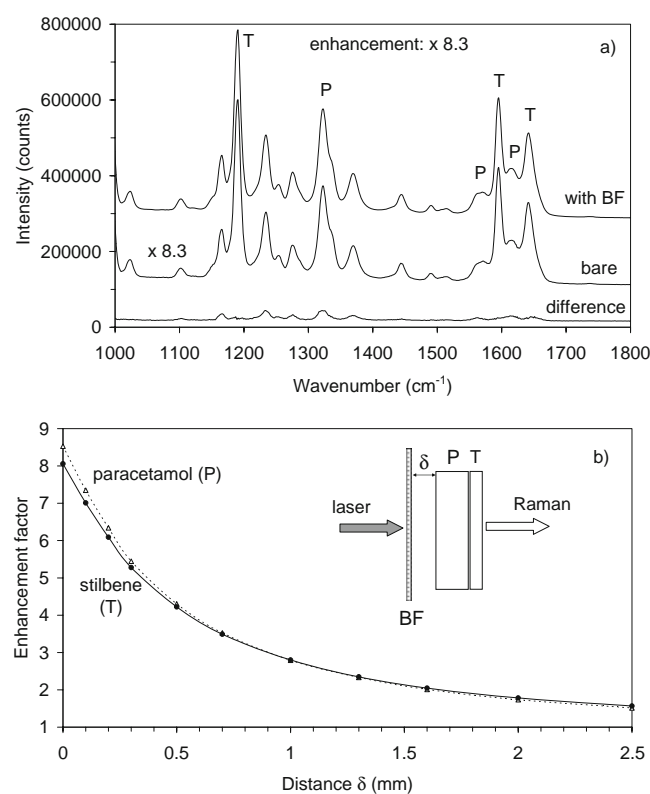 800000
enhancement: x 8.3
a)
T
P
T
T
P
P
600000
400000
with BF
200000
x 8.3
bare
difference
0
Intensity (counts)
1000 1100 1200 1300 1400 1500 1600 1700 1800
Wavenumber (cm⁻¹)
9
8
7
6
5
4
3
2
1
Enhancement factor
b)
paracetamol (P)
stilbene
(T)
δ
P T
laser
Raman
BF
0 0.5 1 1.5 2 2.5
Distance δ (mm)